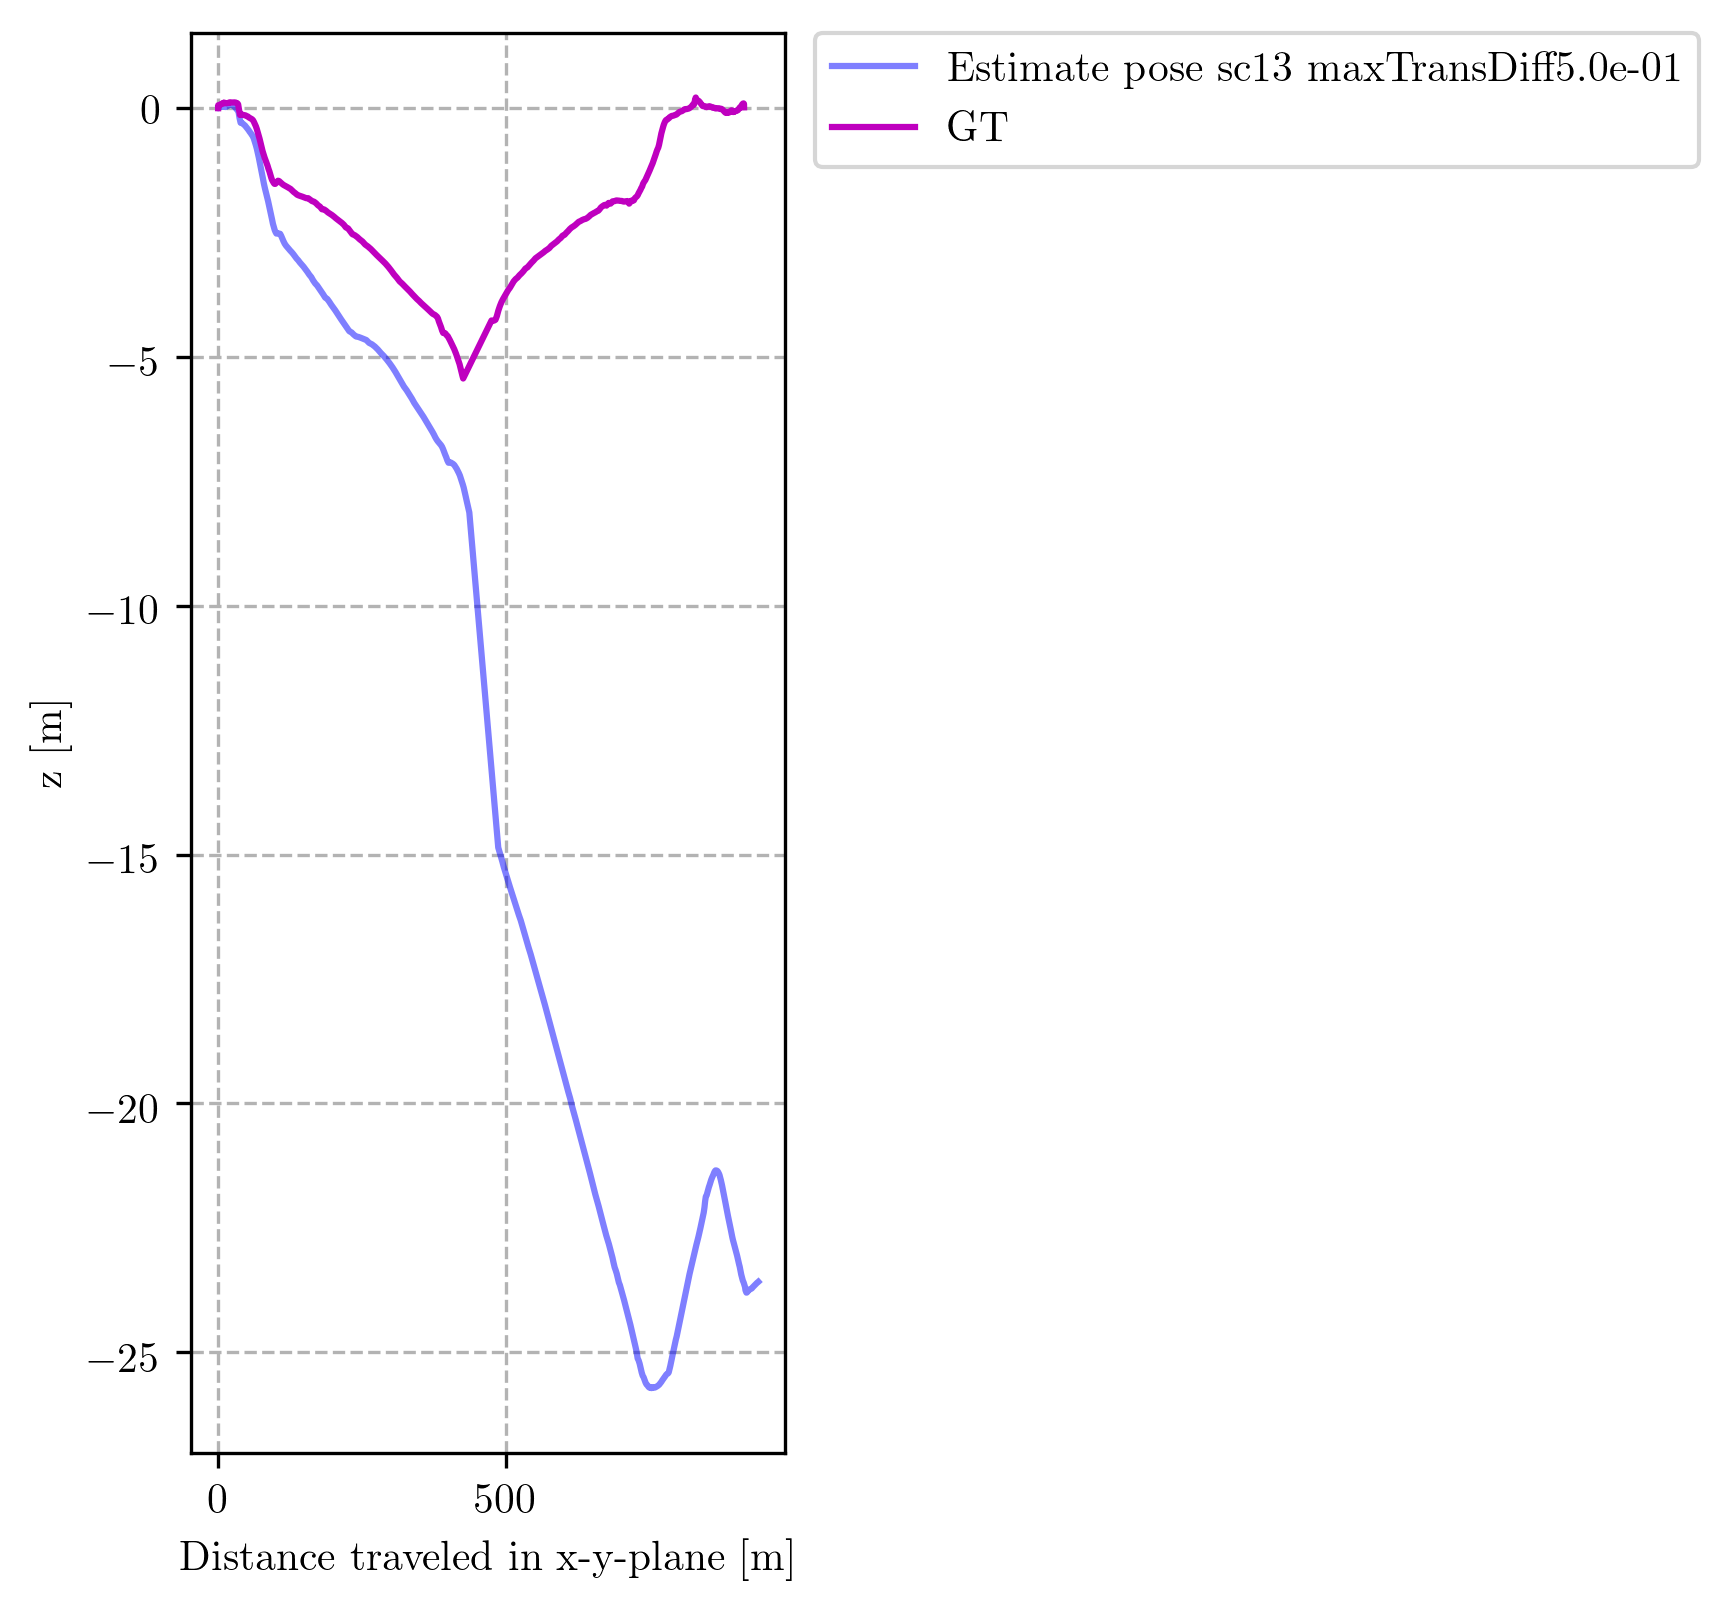 Estimate pose sc13 maxTransDiff5.0e-01
GT
0
−5
−10
−15
−20
−25
z [m]
0 500
Distance traveled in x-y-plane [m]